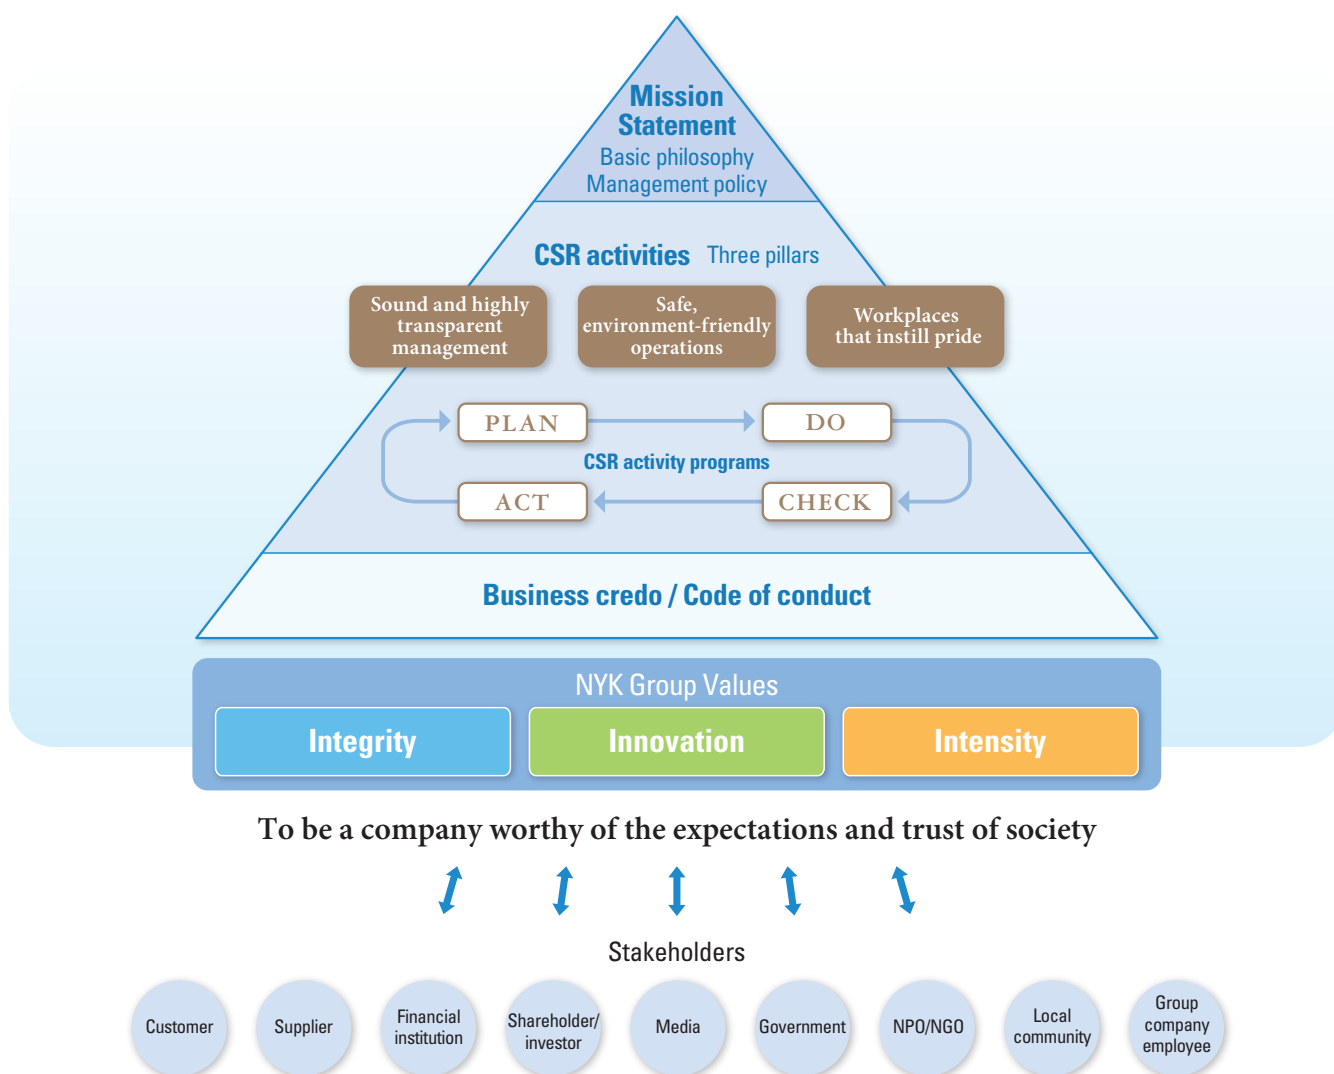 Mission
Statement
Basic philosophy
Management policy
CSR activities Three pillars
Sound and highly
transparent
management
Safe,
environment-friendly
operations
Workplaces
that instill pride
PLAN
DO
CSR activity programs
ACT
CHECK
Business credo / Code of conduct
NYK Group Values
Integrity
Innovation
Intensity
To be a company worthy of the expectations and trust of society
Stakeholders
Customer
Supplier
Financial
institution
Shareholder/
investor
Media
Government
NPO/NGO
Local
community
Group
company
employee